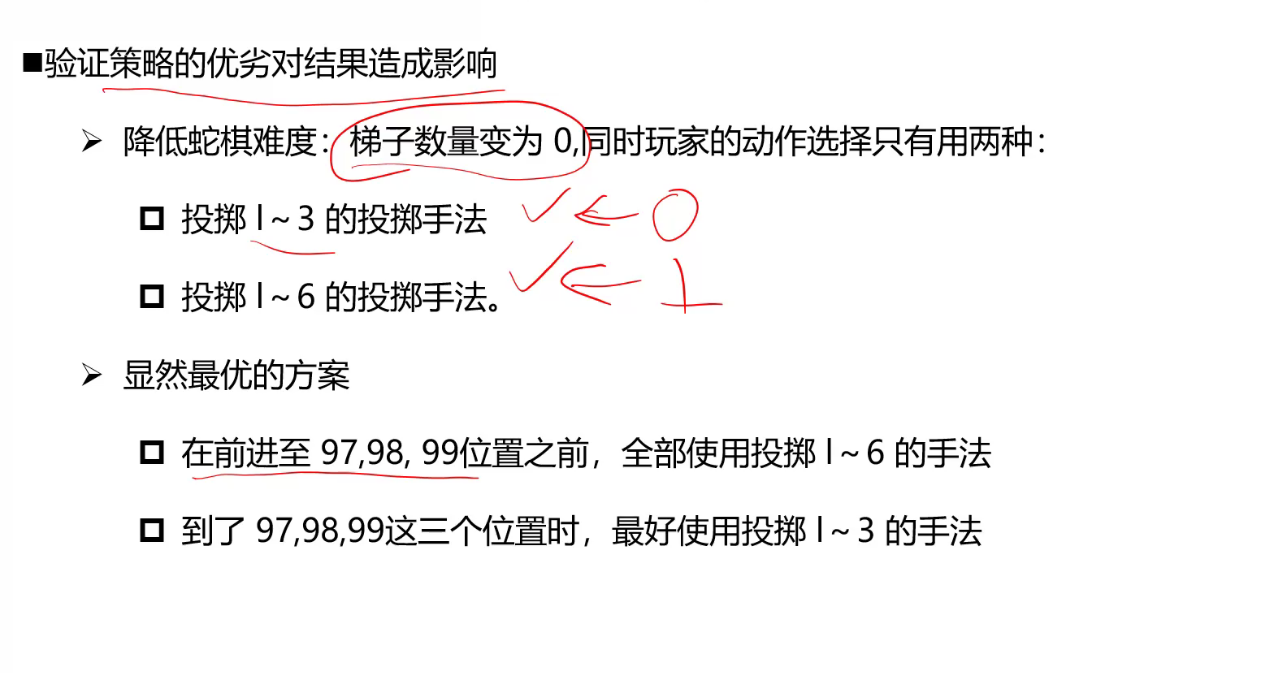 ■验证策略的优劣对结果造成影响
➢ 降低蛇棋难度：梯子数量变为 0,同时玩家的动作选择只有用两种：
投掷 l ~ 3 的投掷手法 0
投掷 l ~ 6 的投掷手法。 1
➢ 显然最优的方案
在前进至 97,98, 99位置之前，全部使用投掷 l ~ 6 的手法
到了 97,98,99这三个位置时，最好使用投掷 l ~ 3 的手法